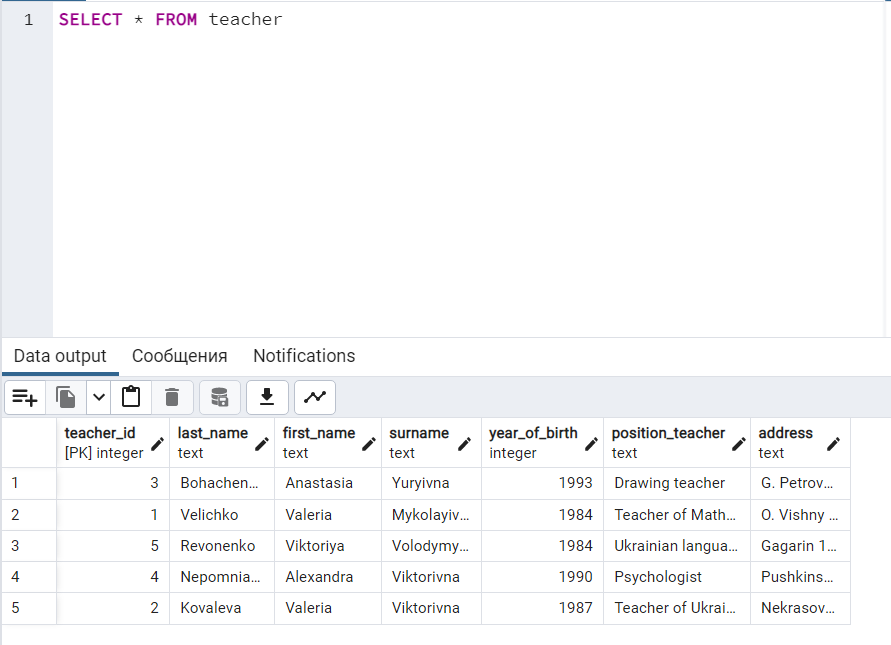 1 SELECT * FROM teacher
Data output Сообщения Notifications
teacher_id last_name first_name surname year_of_birth position_teacher address
[PK] integer text text text integer text text
1 3 Bohachen... Anastasia Yuryivna 1993 Drawing teacher G. Petrov...
2 1 Velichko Valeria Mykolayiv... 1984 Teacher of Math... O. Vishny ...
3 5 Revonenko Viktoriya Volodymy... 1984 Ukrainian langua... Gagarin 1...
4 4 Nepomnia... Alexandra Viktorivna 1990 Psychologist Pushkins...
5 2 Kovaleva Valeria Viktorivna 1987 Teacher of Ukrai... Nekrasov...